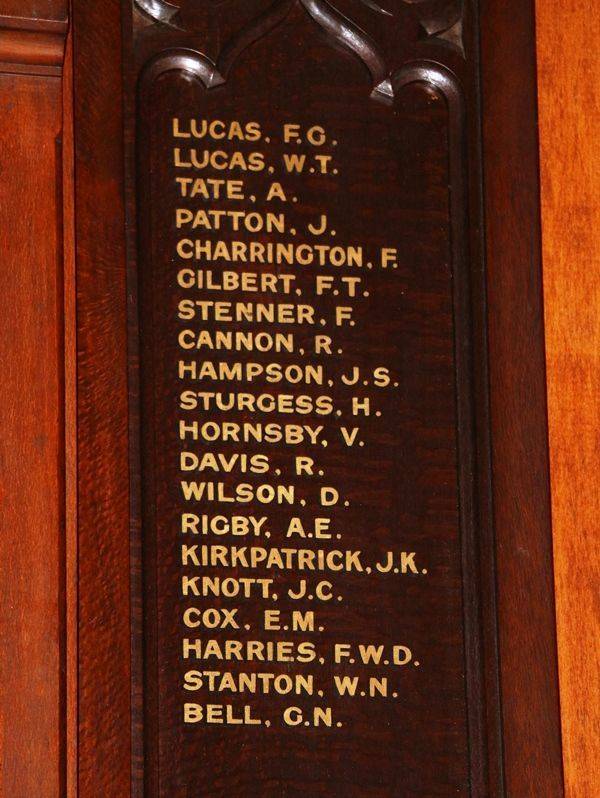 LUCAS, F.G.
LUCAS, W.T.
TATE, A.
PATTON, J.
CHARRINGTON, F.
GILBERT, F.T.
STENNER, F.
CANNON, R.
HAMPSON, J.S.
STURGESS, H.
HORNSBY, V.
DAVIS, R.
WILSON, D.
RIGBY, A.E.
KIRKPATRICK, J.K.
KNOTT, J.C.
COX, E.M.
HARRIES, F.W.D.
STANTON, W.N.
BELL, G.N.